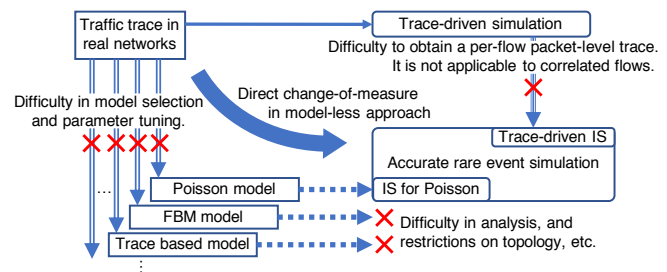 Traffic trace in
real networks
Trace-driven simulation
Difficulty to obtain a per-flow packet-level trace.
It is not applicable to correlated flows.
Difficulty in model selection
and parameter tuning.
Direct change-of-measure
in model-less approach
Trace-driven IS
Accurate rare event simulation
...
Poisson model
IS for Poisson
FBM model
Trace based model
Difficulty in analysis, and
restrictions on topology, etc.
⋮